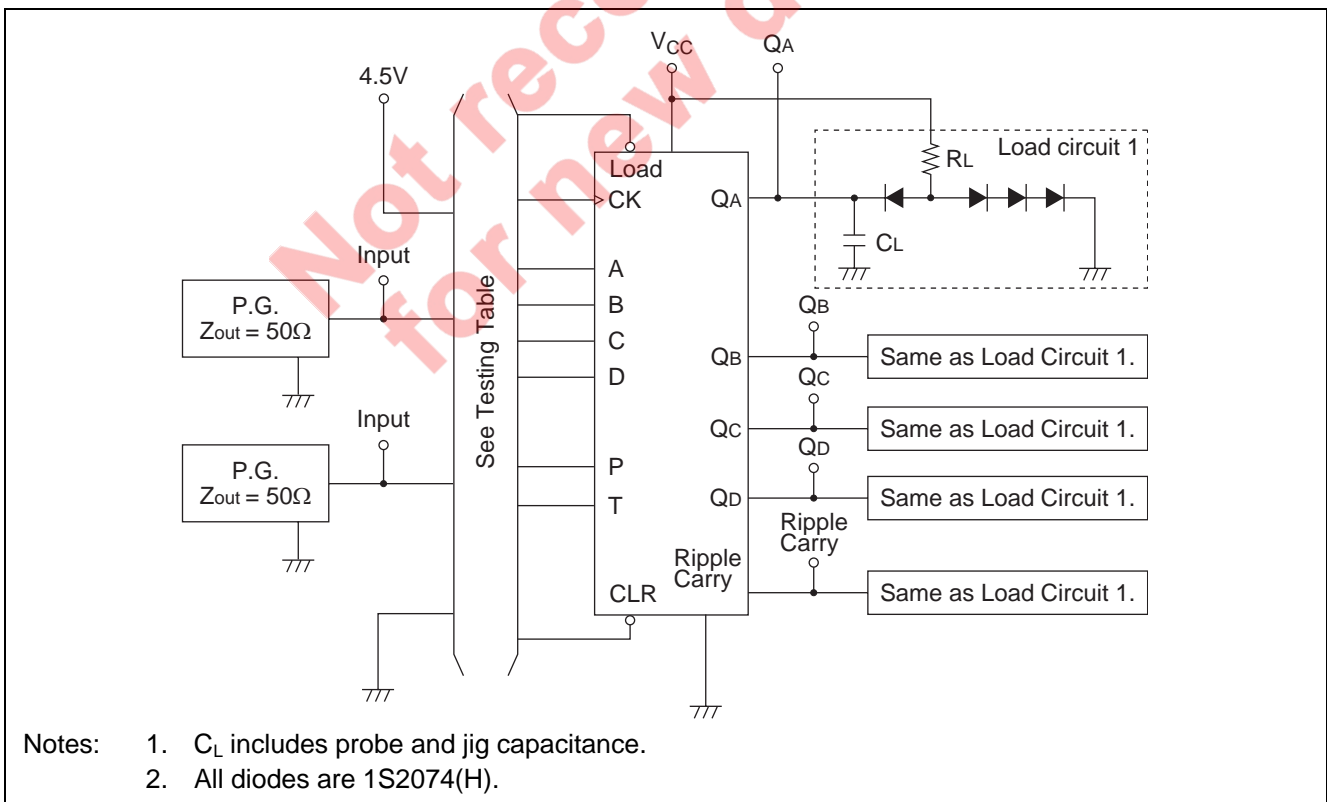 Not reco
for new d
VCC
QA
4.5V
Load circuit 1
RL
Load
CK
QA
CL
Input
A
P.G.
Zout = 50Ω
B
C
D
See Testing Table
QB
QB
Same as Load Circuit 1.
QC
QC
Same as Load Circuit 1.
Input
P.G.
Zout = 50Ω
P
T
QD
QD
Same as Load Circuit 1.
Ripple
Carry
Ripple
Carry
Same as Load Circuit 1.
CLR
Notes: 1. CL includes probe and jig capacitance.
2. All diodes are 1S2074(H).